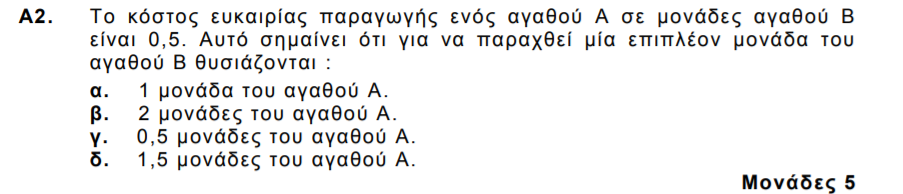 Α2. Το κόστος ευκαιρίας παραγωγής ενός αγαθού Α σε μονάδες αγαθού Β
είναι 0,5. Αυτό σημαίνει ότι για να παραχθεί μία επιπλέον μονάδα του
αγαθού Β θυσιάζονται :
α. 1 μονάδα του αγαθού Α.
β. 2 μονάδες του αγαθού Α.
γ. 0,5 μονάδες του αγαθού Α.
δ. 1,5 μονάδες του αγαθού Α.
Μονάδες 5